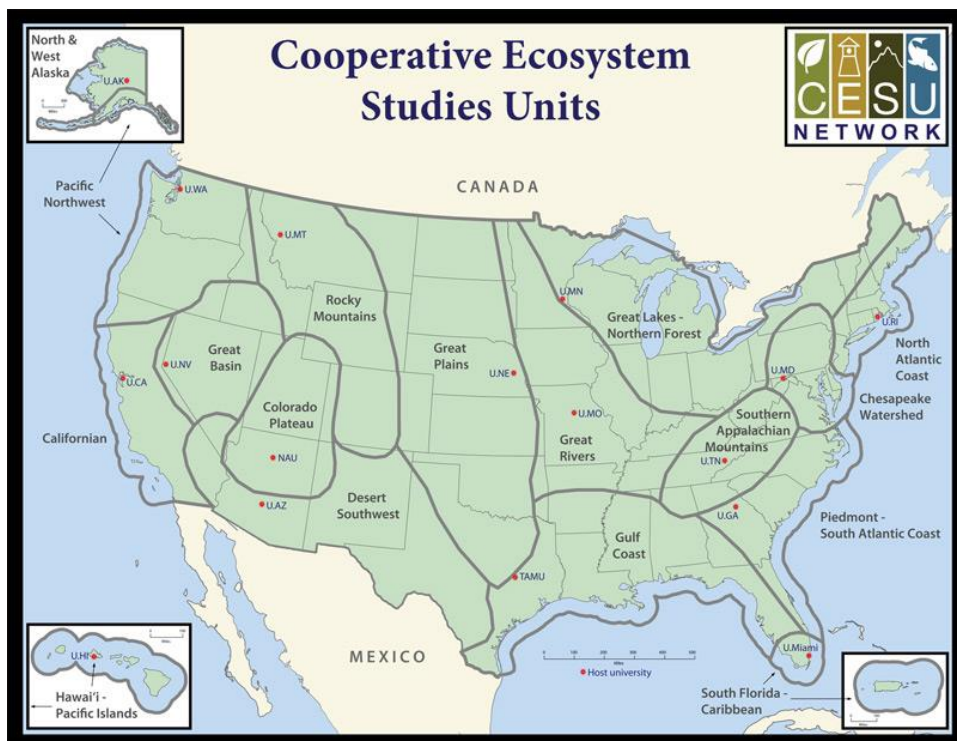 Cooperative Ecosystem
Studies Units
North &
West
Alaska
U.AK
CESU
NETWORK
CANADA
Pacific
Northwest
U.WA
U.MT
Rocky
Mountains
U.MN
Great Lakes -
Northern Forest
U.RI
North
Atlantic
Coast
Great
Basin
U.NV
Great
Plains
U.NE
U.MD
Chesapeake
Watershed
U.CA
Colorado
Plateau
U.MO
Southern
Appalachian
Mountains
Californian
Great
Rivers
NAU
U.TN
U.AZ
Desert
Southwest
U.GA
Piedmont -
South Atlantic Coast
Gulf
Coast
TAMU
MEXICO
U.Miami
Host university
South Florida -
Caribbean
U.HI
Hawai'i -
Pacific Islands